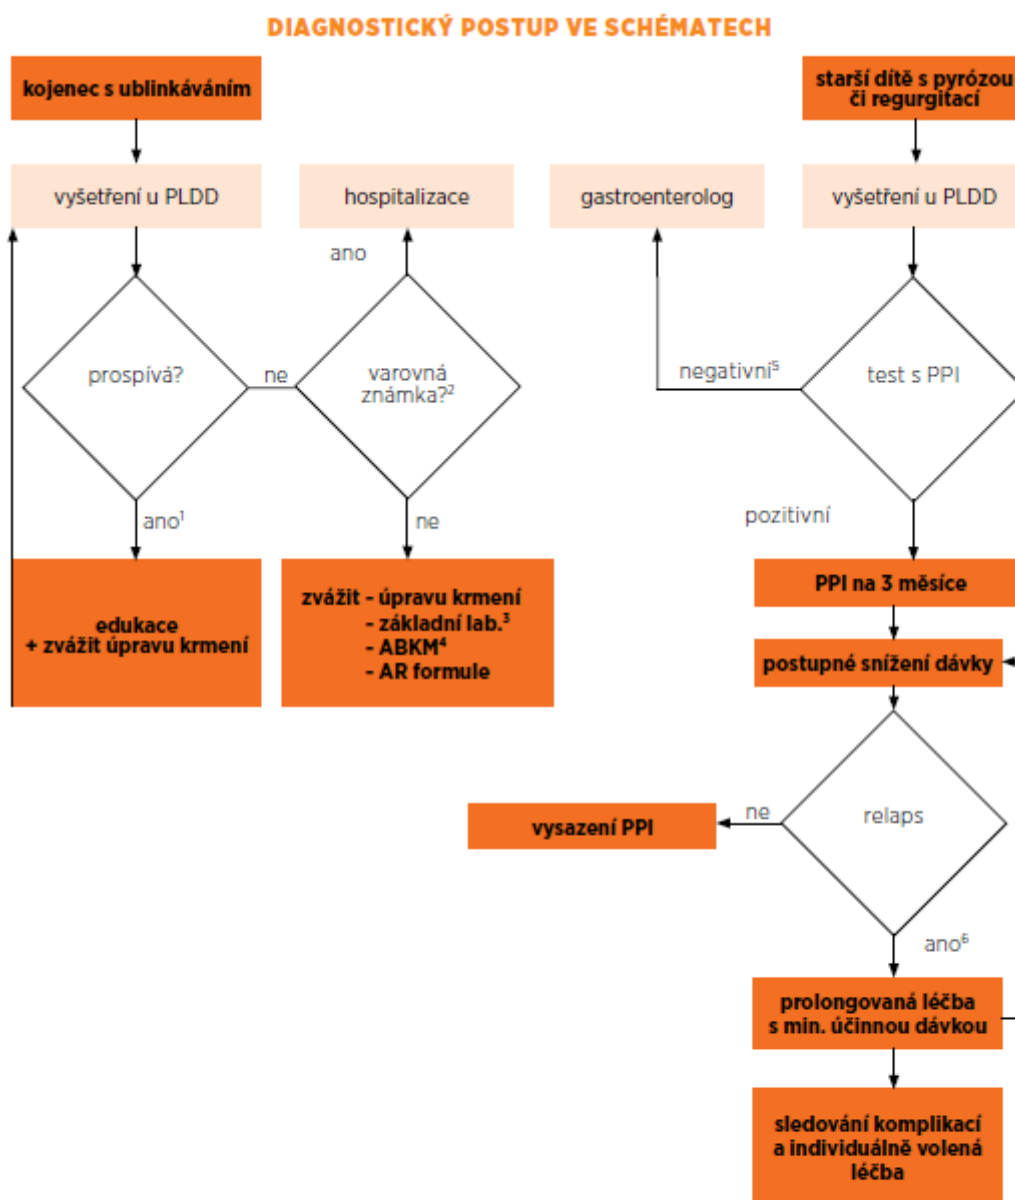 DIAGNOSTICKÝ POSTUP VE SCHÉMATECH
kojenec s ublinkáváním
vyšetření u PLDD
hospitalizace
ano
prospívá?
ne
varovná
známka?²
ano¹
ne
edukace
+ zvážit úpravu krmení
zvážit - úpravu krmení
- základní lab.³
- ABKM⁴
- AR formule
starší dítě s pyrózou
či regurgitací
gastroenterolog
vyšetření u PLDD
negativní⁵
test s PPI
pozitivní
PPI na 3 měsíce
postupné snížení dávky
relaps
ne
vysazení PPI
ano⁶
prolongovaná léčba
s min. účinnou dávkou
sledování komplikací
a individuálně volená
léčba